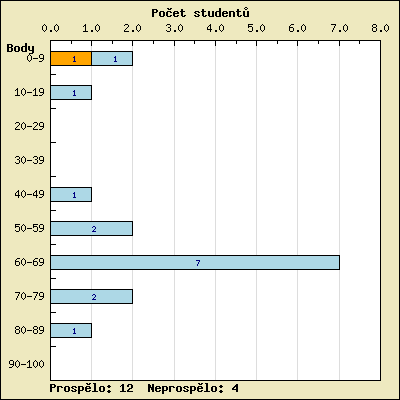 Počet studentů
0.0 1.0 2.0 3.0 4.0 5.0 6.0 7.0 8.0
Body
0-9 1 1
10-19 1
20-29
30-39
40-49 1
50-59 2
60-69 7
70-79 2
80-89 1
90-100
Prospělo: 12 Neprospělo: 4